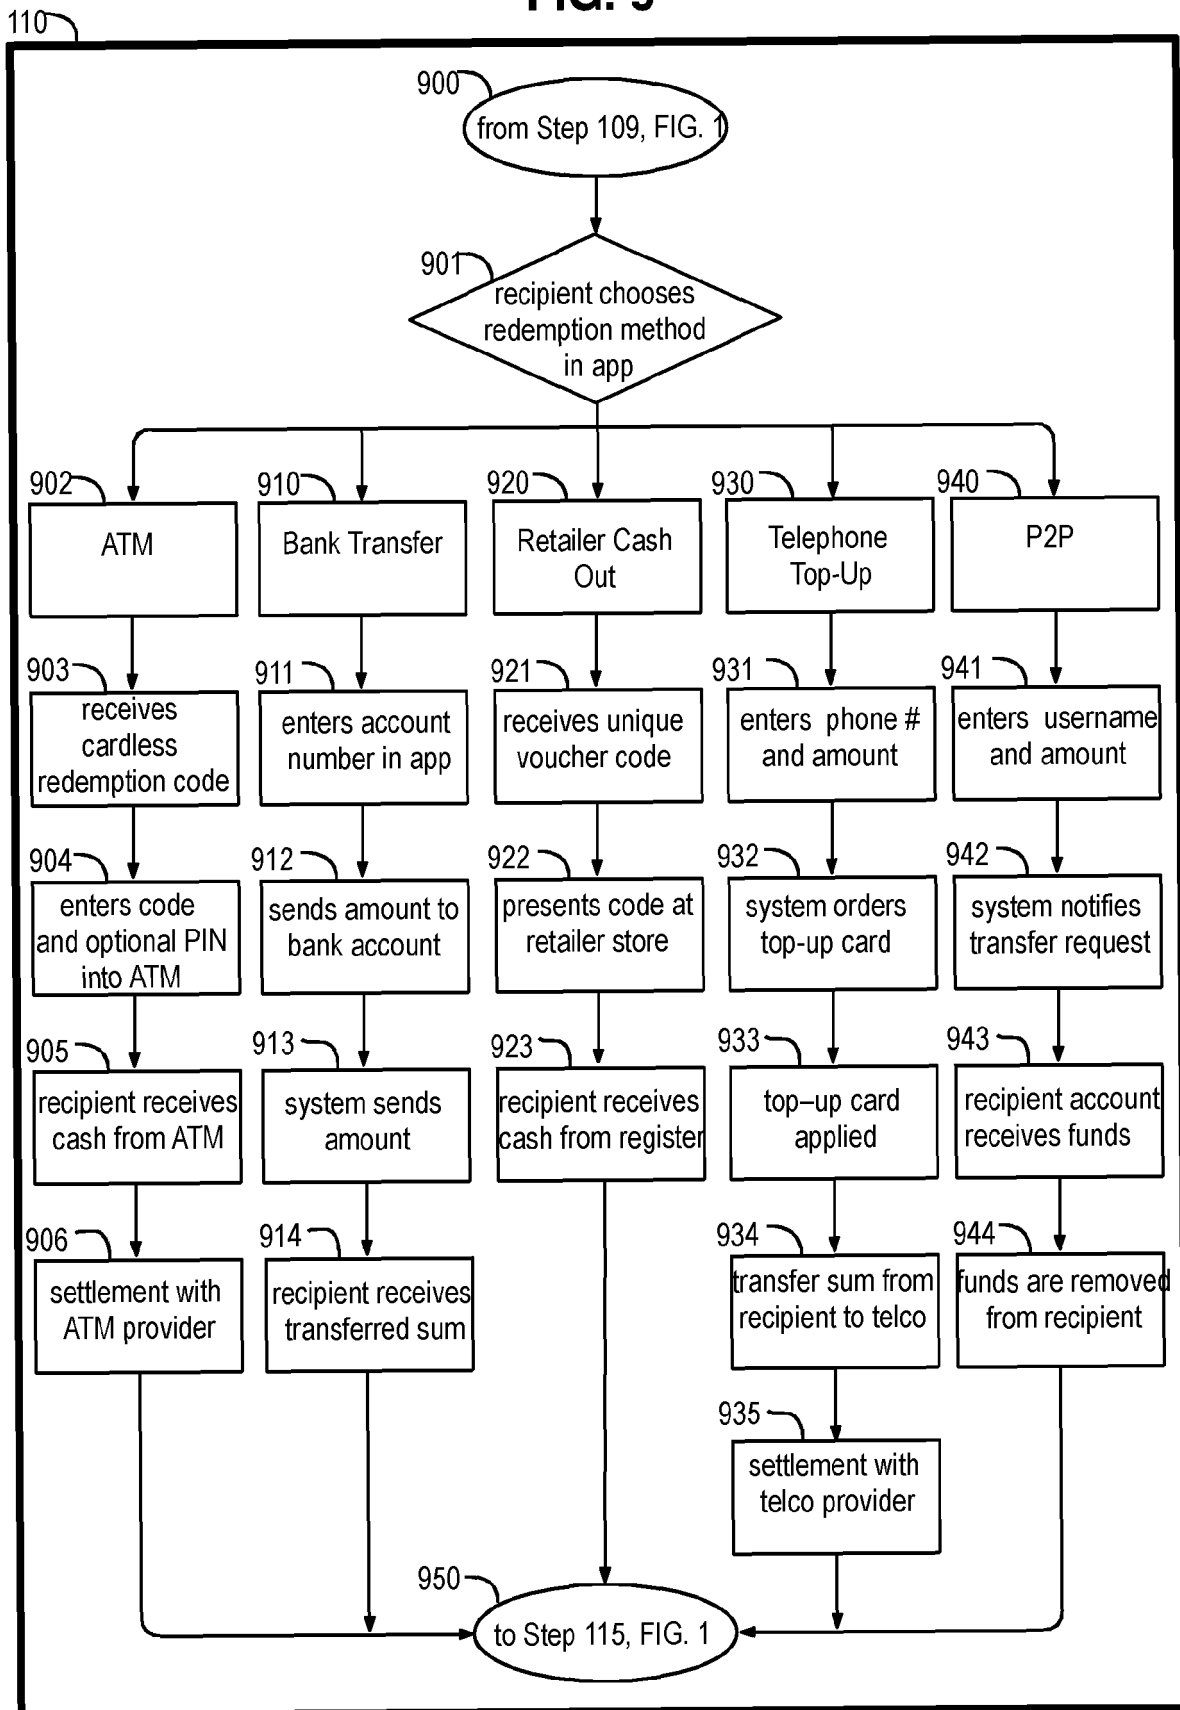 FIG. 9
110
900
from Step 109, FIG. 1
901
recipient chooses
redemption method
in app
902
ATM
903
receives
cardless
redemption code
904
enters code
and optional PIN
into ATM
905
recipient receives
cash from ATM
906
settlement with
ATM provider
910
Bank Transfer
911
enters account
number in app
912
sends amount to
bank account
913
system sends
amount
914
recipient receives
transferred sum
920
Retailer Cash
Out
921
receives unique
voucher code
922
presents code at
retailer store
923
recipient receives
cash from register
930
Telephone
Top-Up
931
enters phone #
and amount
932
system orders
top-up card
933
top–up card
applied
934
transfer sum from
recipient to telco
935
settlement with
telco provider
940
P2P
941
enters username
and amount
942
system notifies
transfer request
943
recipient account
receives funds
944
funds are removed
from recipient
950
to Step 115, FIG. 1